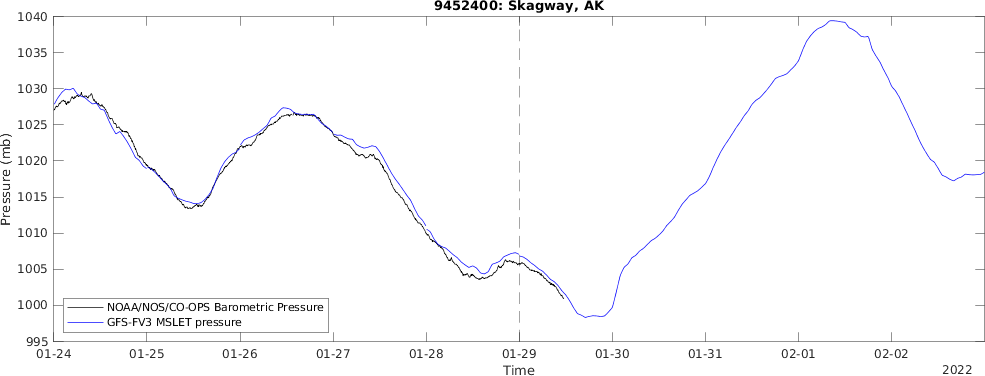 9452400: Skagway, AK
1040
1035
1030
1025
1020
1015
1010
1005
1000
995
Pressure (mb)
NOAA/NOS/CO-OPS Barometric Pressure
GFS-FV3 MSLET pressure
01-24 01-25 01-26 01-27 01-28 01-29 01-30 01-31 02-01 02-02
Time
2022